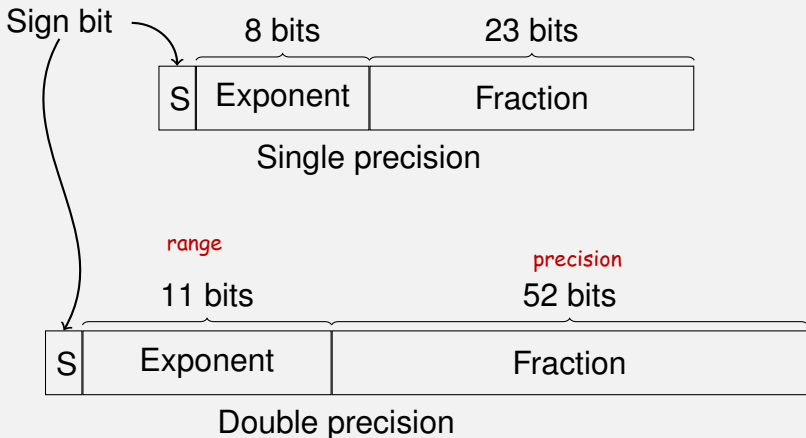 Sign bit
8 bits
23 bits
S
Exponent
Fraction
Single precision
range
precision
11 bits
52 bits
S
Exponent
Fraction
Double precision